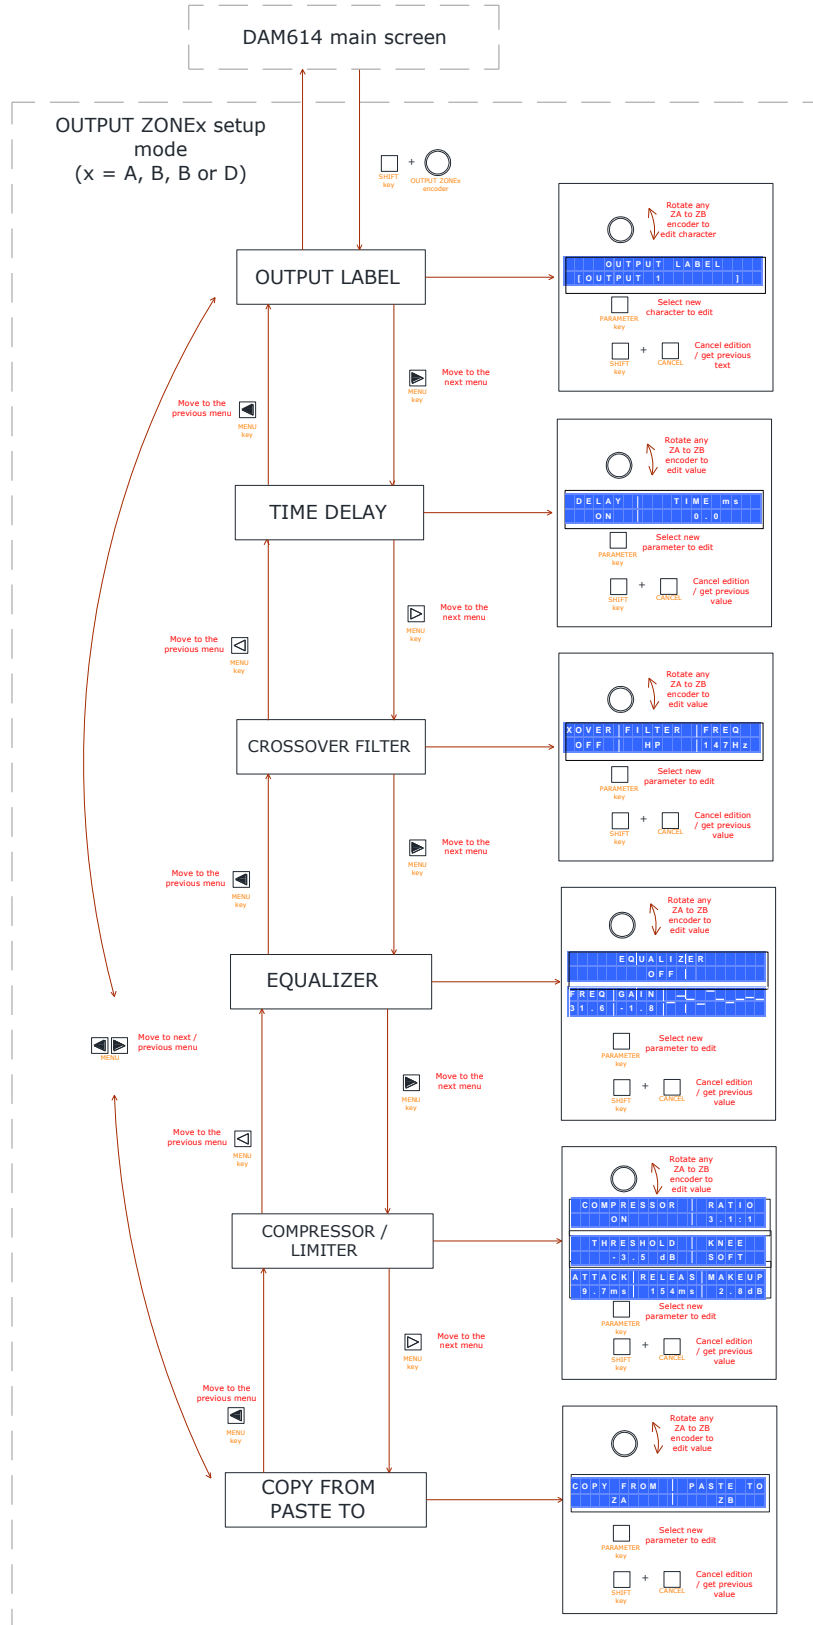 DAM614 main screen
OUTPUT ZONEx setup
mode
(x = A, B, B or D)
+
SHIFT
key
OUTPUT ZONEx
encoder
OUTPUT LABEL
Rotate any
ZA to ZB
encoder to
edit character
OUTPUT LABEL
[OUTPUT 1 ]
PARAMETER
key
Select new
character to edit
+
SHIFT
key
CANCEL
Cancel edition
/ get previous
text
Move to the
previous menu
MENU
key
MENU
key
Move to the
next menu
TIME DELAY
Rotate any
ZA to ZB
encoder to
edit value
DELAY | TIME ms
ON | 0.0
PARAMETER
key
Select new
parameter to edit
+
SHIFT
key
CANCEL
Cancel edition
/ get previous
value
Move to the
previous menu
MENU
key
MENU
key
Move to the
next menu
CROSSOVER FILTER
Rotate any
ZA to ZB
encoder to
edit value
XOVER|FILTER |FREQ
OFF | HP |147Hz
PARAMETER
key
Select new
parameter to edit
+
SHIFT
key
CANCEL
Cancel edition
/ get previous
value
Move to the
previous menu
MENU
key
MENU
key
Move to the
next menu
EQUALIZER
Rotate any
ZA to ZB
encoder to
edit value
EQUALIZER
OFF
FREQ|GAIN|
31.6|-1.8|
PARAMETER
key
Select new
parameter to edit
+
SHIFT
key
CANCEL
Cancel edition
/ get previous
value
MENU
Move to next /
previous menu
Move to the
previous menu
MENU
key
MENU
key
Move to the
next menu
COMPRESSOR /
LIMITER
Rotate any
ZA to ZB
encoder to
edit value
COMPRESSOR | RATIO
ON | 3.1:1
THRESHOLD | KNEE
-3.5 dB | SOFT
ATTACK|RELEAS|MAKEUP
9.7ms| 154ms| 2.8dB
PARAMETER
key
Select new
parameter to edit
+
SHIFT
key
CANCEL
Cancel edition
/ get previous
value
Move to the
previous menu
MENU
key
MENU
key
Move to the
next menu
COPY FROM
PASTE TO
Rotate any
ZA to ZB
encoder to
edit value
COPY FROM | PASTE TO
ZA | ZB
PARAMETER
key
Select new
parameter to edit
+
SHIFT
key
CANCEL
Cancel edition
/ get previous
value